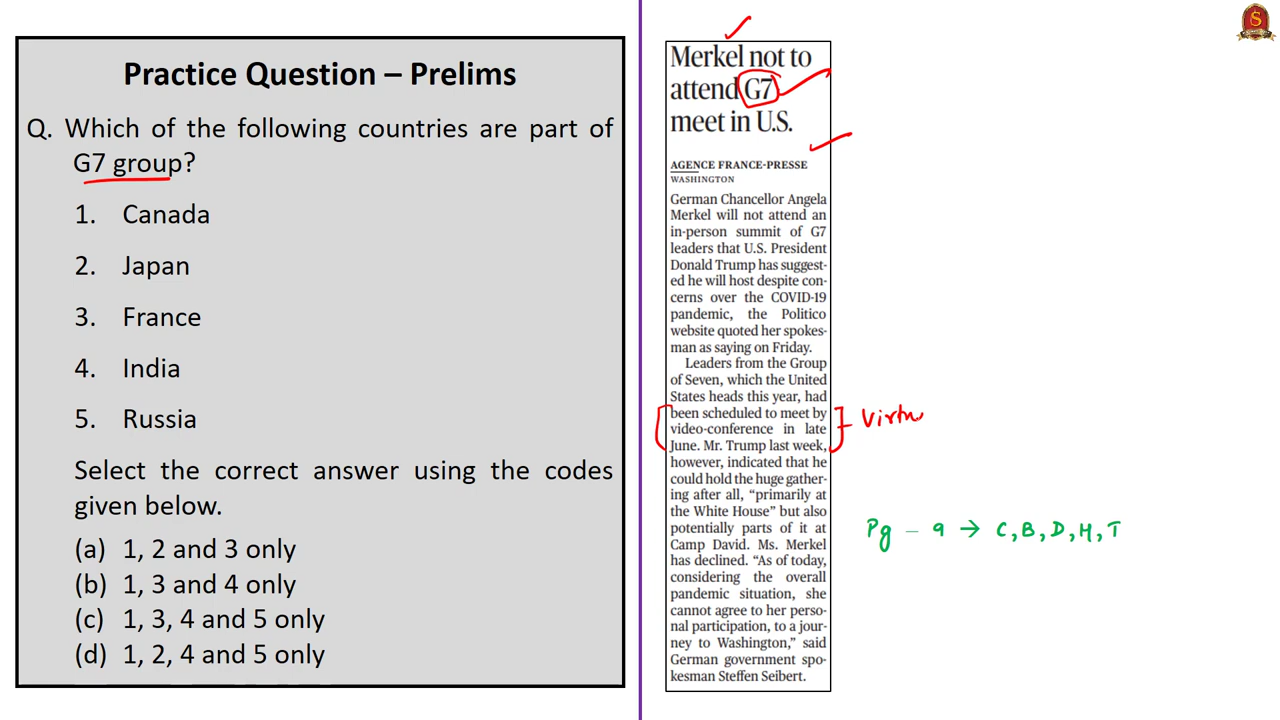 Practice Question – Prelims
Q. Which of the following countries are part of
G7 group?
1. Canada
2. Japan
3. France
4. India
5. Russia
Select the correct answer using the codes
given below.
(a) 1, 2 and 3 only
(b) 1, 3 and 4 only
(c) 1, 3, 4 and 5 only
(d) 1, 2, 4 and 5 only
Merkel not to
attend G7
meet in U.S.
AGENCE FRANCE-PRESSE
WASHINGTON
German Chancellor Angela
Merkel will not attend an
in-person summit of G7
leaders that U.S. President
Donald Trump has suggest-
ed he will host despite con-
cerns over the COVID-19
pandemic, the Politico
website quoted her spokes-
man as saying on Friday.
Leaders from the Group
of Seven, which the United
States heads this year, had
been scheduled to meet by
video-conference in late
June. Mr. Trump last week,
however, indicated that he
could hold the huge gather-
ing after all, “primarily at
the White House” but also
potentially parts of it at
Camp David. Ms. Merkel
has declined. “As of today,
considering the overall
pandemic situation, she
cannot agree to her perso-
nal participation, to a jour-
ney to Washington,” said
German government spo-
kesman Steffen Seibert.
Virtu
Pg – 9 → C, B, D, H, T
S